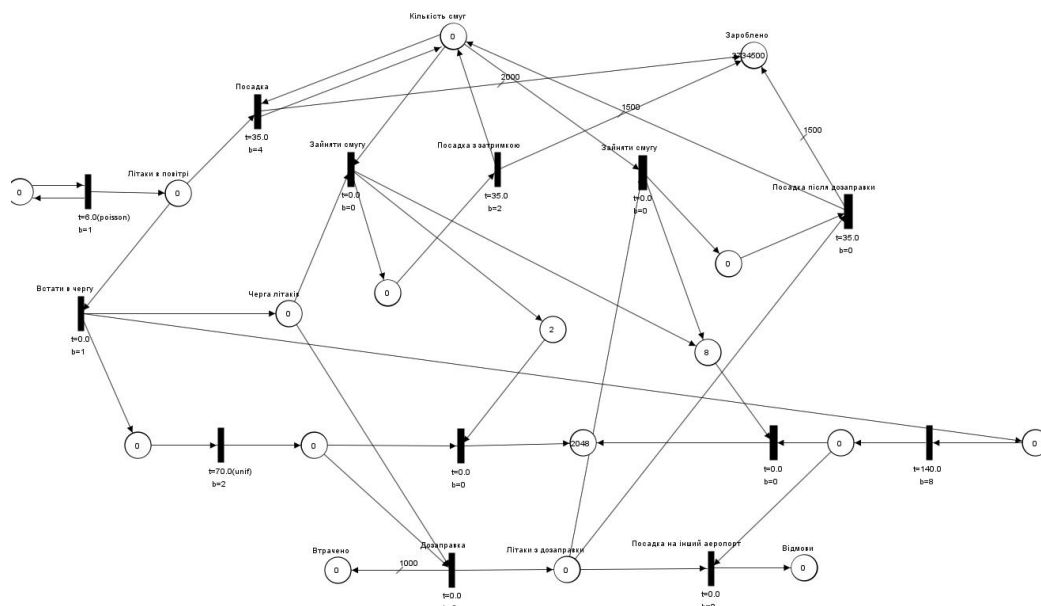 Кількість смуг
0
Зароблено
3734500
2000
Посадка
t=35.0
b=4
1500
1500
Зайняти смугу
t=0.0
b=0
Посадка з затримкою
t=35.0
b=2
Зайняти смугу
t=0.0
b=0
Посадка після дозаправки
t=35.0
b=0
0
t=6.0(poisson)
b=1
Літаки в повітрі
0
0
0
Встати в чергу
t=0.0
b=1
Черга літаків
0
2
8
0
t=70.0(unif)
b=2
0
t=0.0
b=0
2048
t=0.0
b=0
0
t=140.0
b=8
0
Втрачено
0
1000
Дозаправка
t=0.0
Літаки з дозаправки
0
Посадка на інший аеропорт
t=0.0
Відмови
0